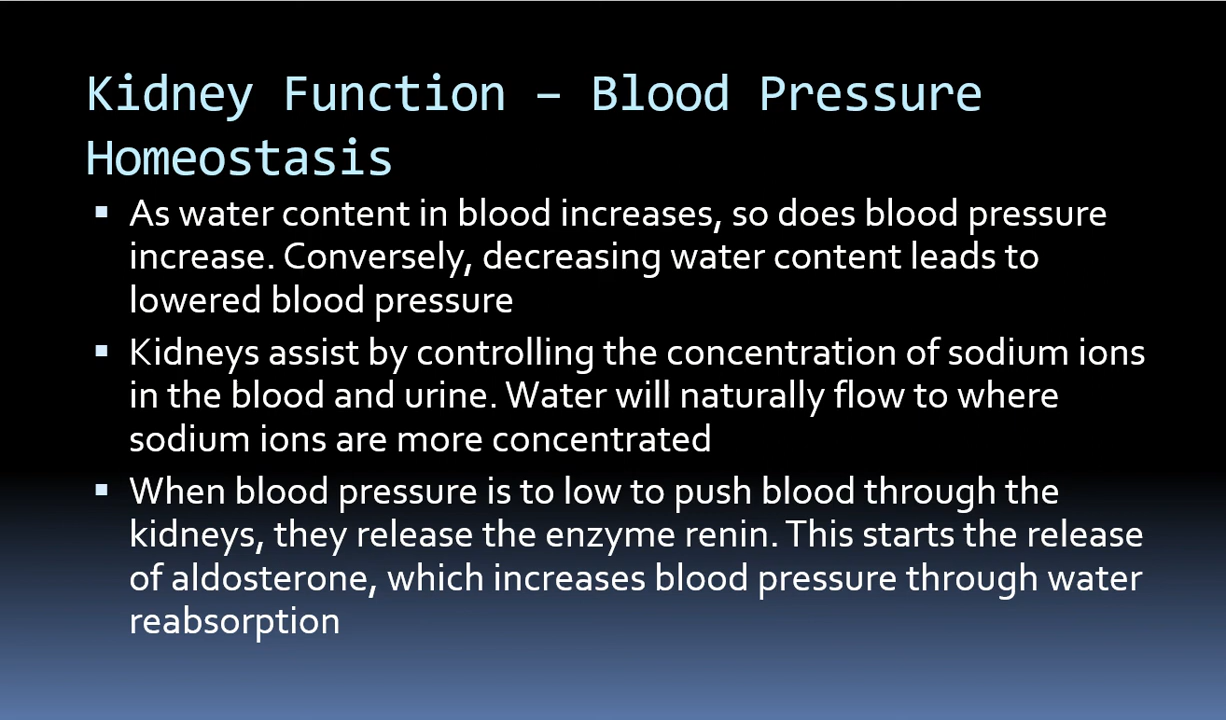 Kidney Function – Blood Pressure
Homeostasis
▪ As water content in blood increases, so does blood pressure
increase. Conversely, decreasing water content leads to
lowered blood pressure
▪ Kidneys assist by controlling the concentration of sodium ions
in the blood and urine. Water will naturally flow to where
sodium ions are more concentrated
▪ When blood pressure is to low to push blood through the
kidneys, they release the enzyme renin. This starts the release
of aldosterone, which increases blood pressure through water
reabsorption